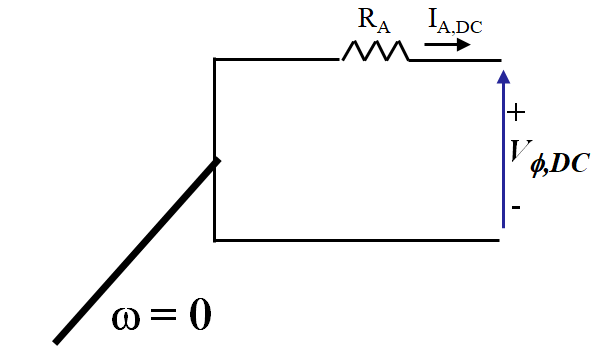 R_A I_A,DC
+
V_ϕ,DC
-
ω = 0